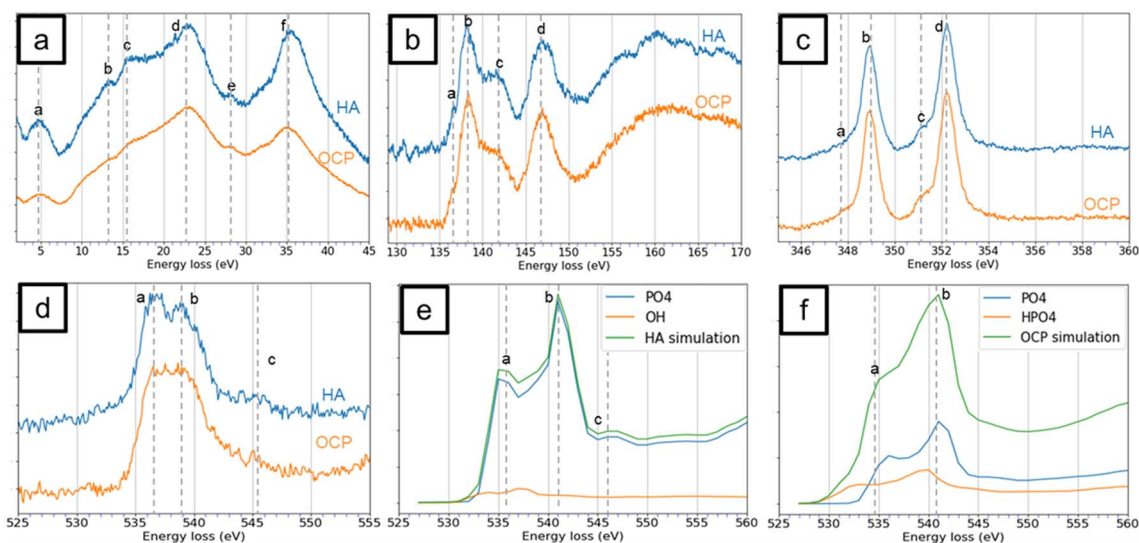 a
a
b
c
d
e
f
HA
OCP
5 10 15 20 25 30 35 40 45
Energy loss (eV)
b
a
b
c
d
HA
OCP
130 140 150 160 170
Energy loss (eV)
c
a
b
c
d
HA
OCP
346 348 350 352 354 356 358 360
Energy loss (eV)
d
a
b
c
HA
OCP
525 530 535 540 545 550 555
Energy loss (eV)
e
a
b
c
PO4
OH
HA simulation
525 530 535 540 545 550 555 560
Energy loss (eV)
f
a
b
PO4
HPO4
OCP simulation
525 530 535 540 545 550 555 560
Energy loss (eV)